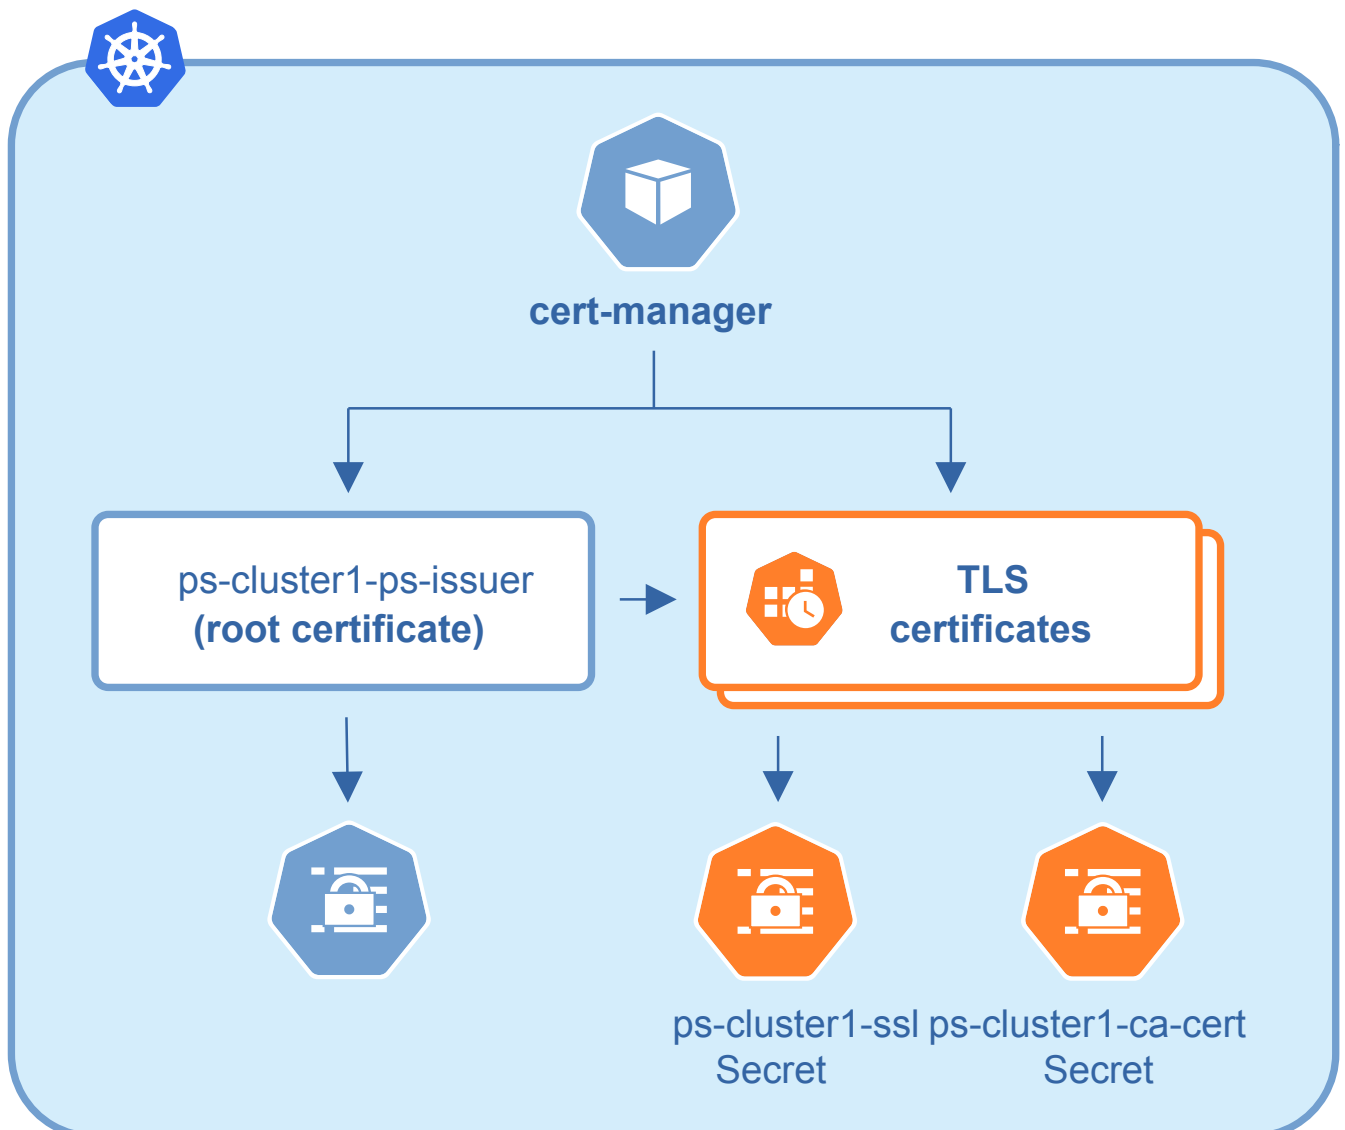 cert-manager
ps-cluster1-ps-issuer
(root certificate)
TLS
certificates
ps-cluster1-ssl
Secret
ps-cluster1-ca-cert
Secret